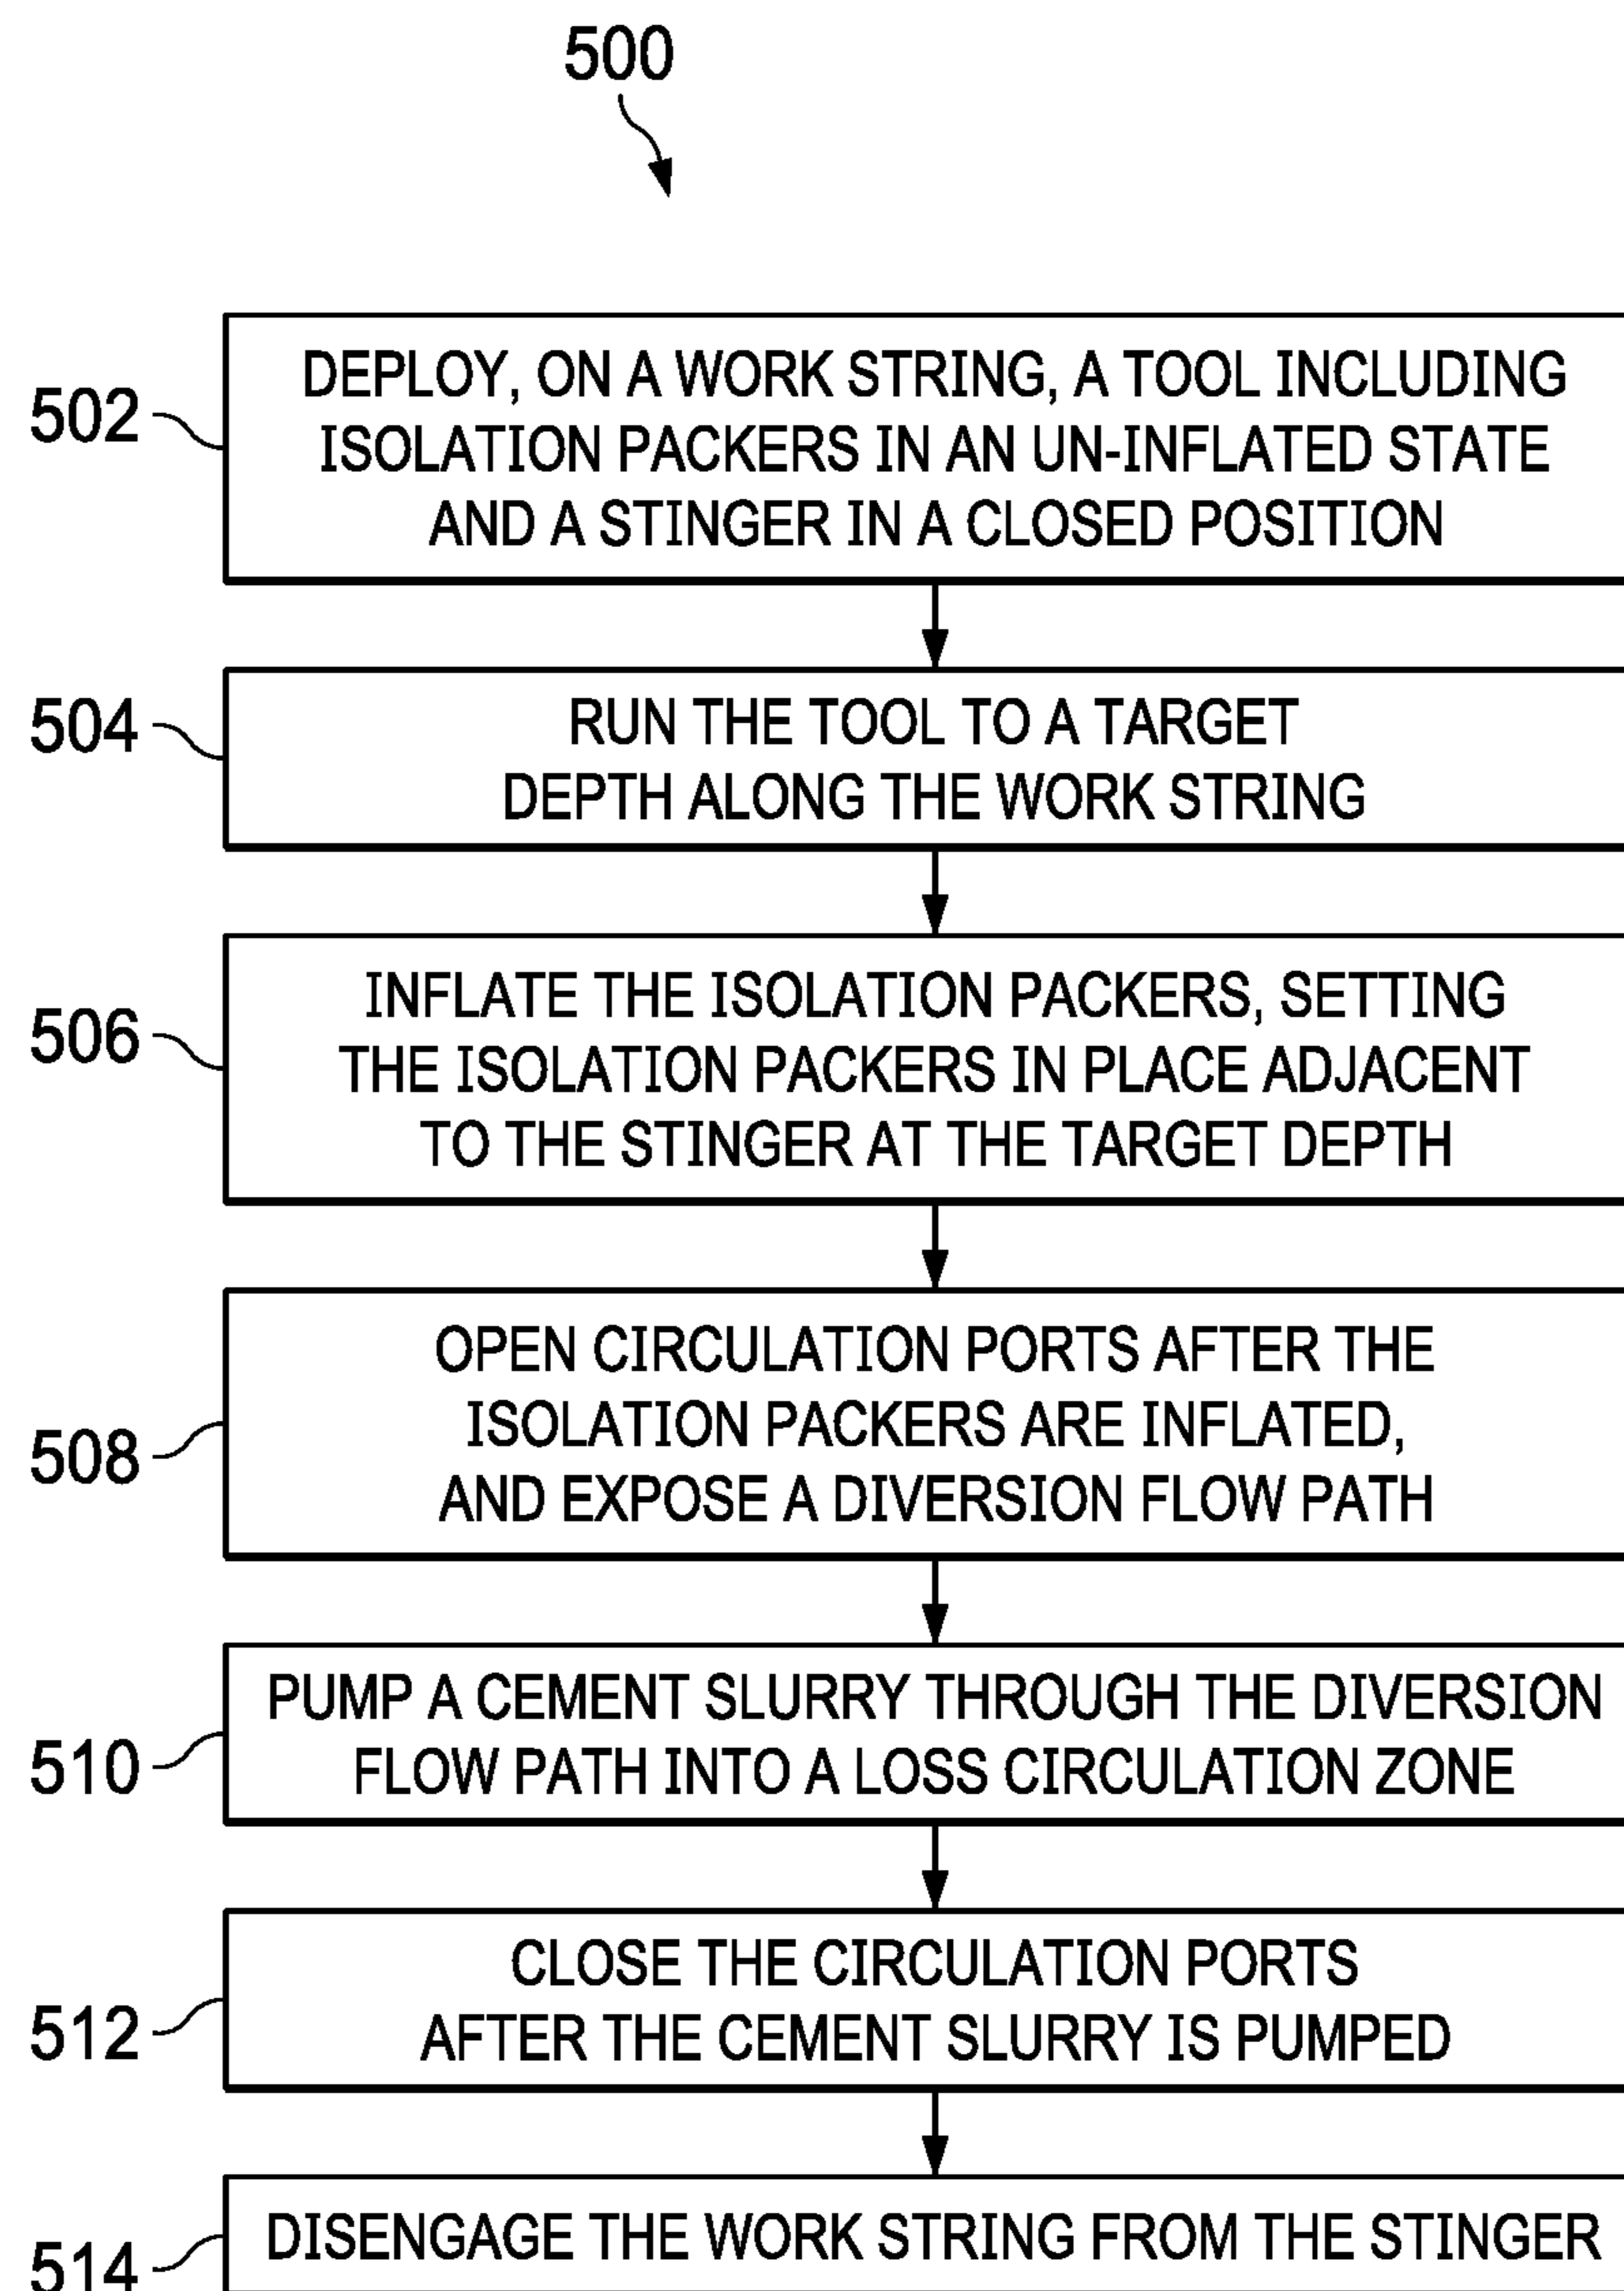 500
502
DEPLOY, ON A WORK STRING, A TOOL INCLUDING
ISOLATION PACKERS IN AN UN-INFLATED STATE
AND A STINGER IN A CLOSED POSITION
504
RUN THE TOOL TO A TARGET
DEPTH ALONG THE WORK STRING
506
INFLATE THE ISOLATION PACKERS, SETTING
THE ISOLATION PACKERS IN PLACE ADJACENT
TO THE STINGER AT THE TARGET DEPTH
508
OPEN CIRCULATION PORTS AFTER THE
ISOLATION PACKERS ARE INFLATED,
AND EXPOSE A DIVERSION FLOW PATH
510
PUMP A CEMENT SLURRY THROUGH THE DIVERSION
FLOW PATH INTO A LOSS CIRCULATION ZONE
512
CLOSE THE CIRCULATION PORTS
AFTER THE CEMENT SLURRY IS PUMPED
514
DISENGAGE THE WORK STRING FROM THE STINGER